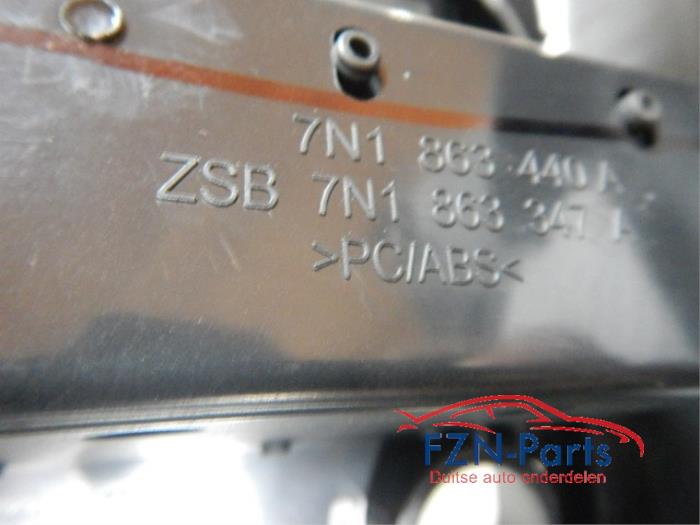 7N1 863 440 A
ZSB 7N1 863 347
>PC/ABS<
FZN-Parts
Duitse auto onderdelen